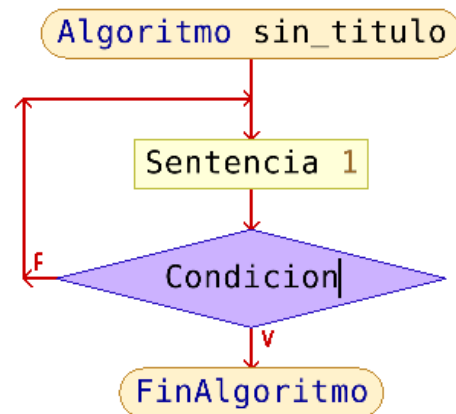 Algoritmo sin_titulo
Sentencia 1
F
Condicion
V
FinAlgoritmo